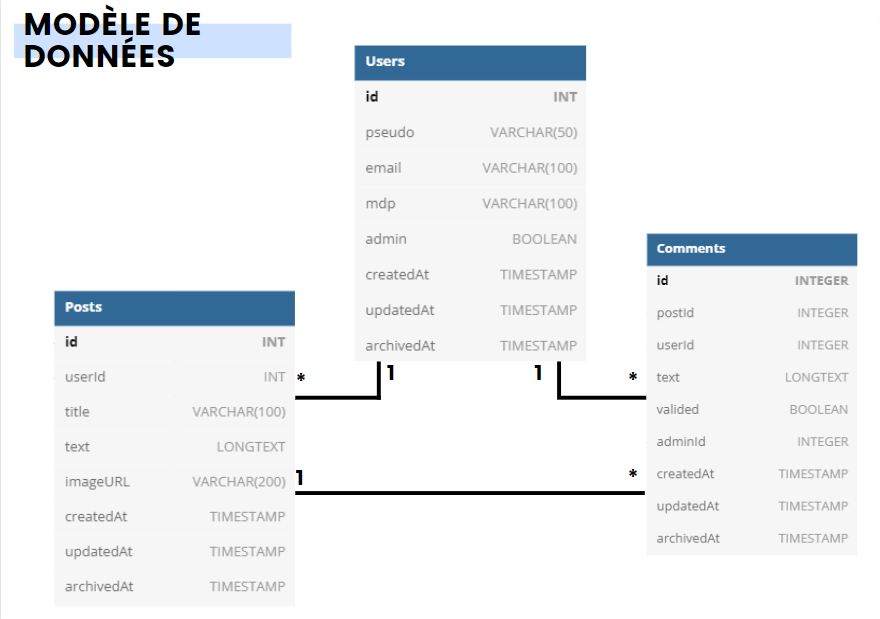 MODÈLE DE
DONNÉES
Users
id INT
pseudo VARCHAR(50)
email VARCHAR(100)
mdp VARCHAR(100)
admin BOOLEAN
createdAt TIMESTAMP
updatedAt TIMESTAMP
archivedAt TIMESTAMP
1
1
Posts
id INT
userId INT
*
title VARCHAR(100)
text LONGTEXT
imageURL VARCHAR(200)
1
createdAt TIMESTAMP
updatedAt TIMESTAMP
archivedAt TIMESTAMP
Comments
id INTEGER
postId INTEGER
userId INTEGER
*
text LONGTEXT
valided BOOLEAN
adminId INTEGER
*
createdAt TIMESTAMP
updatedAt TIMESTAMP
archivedAt TIMESTAMP